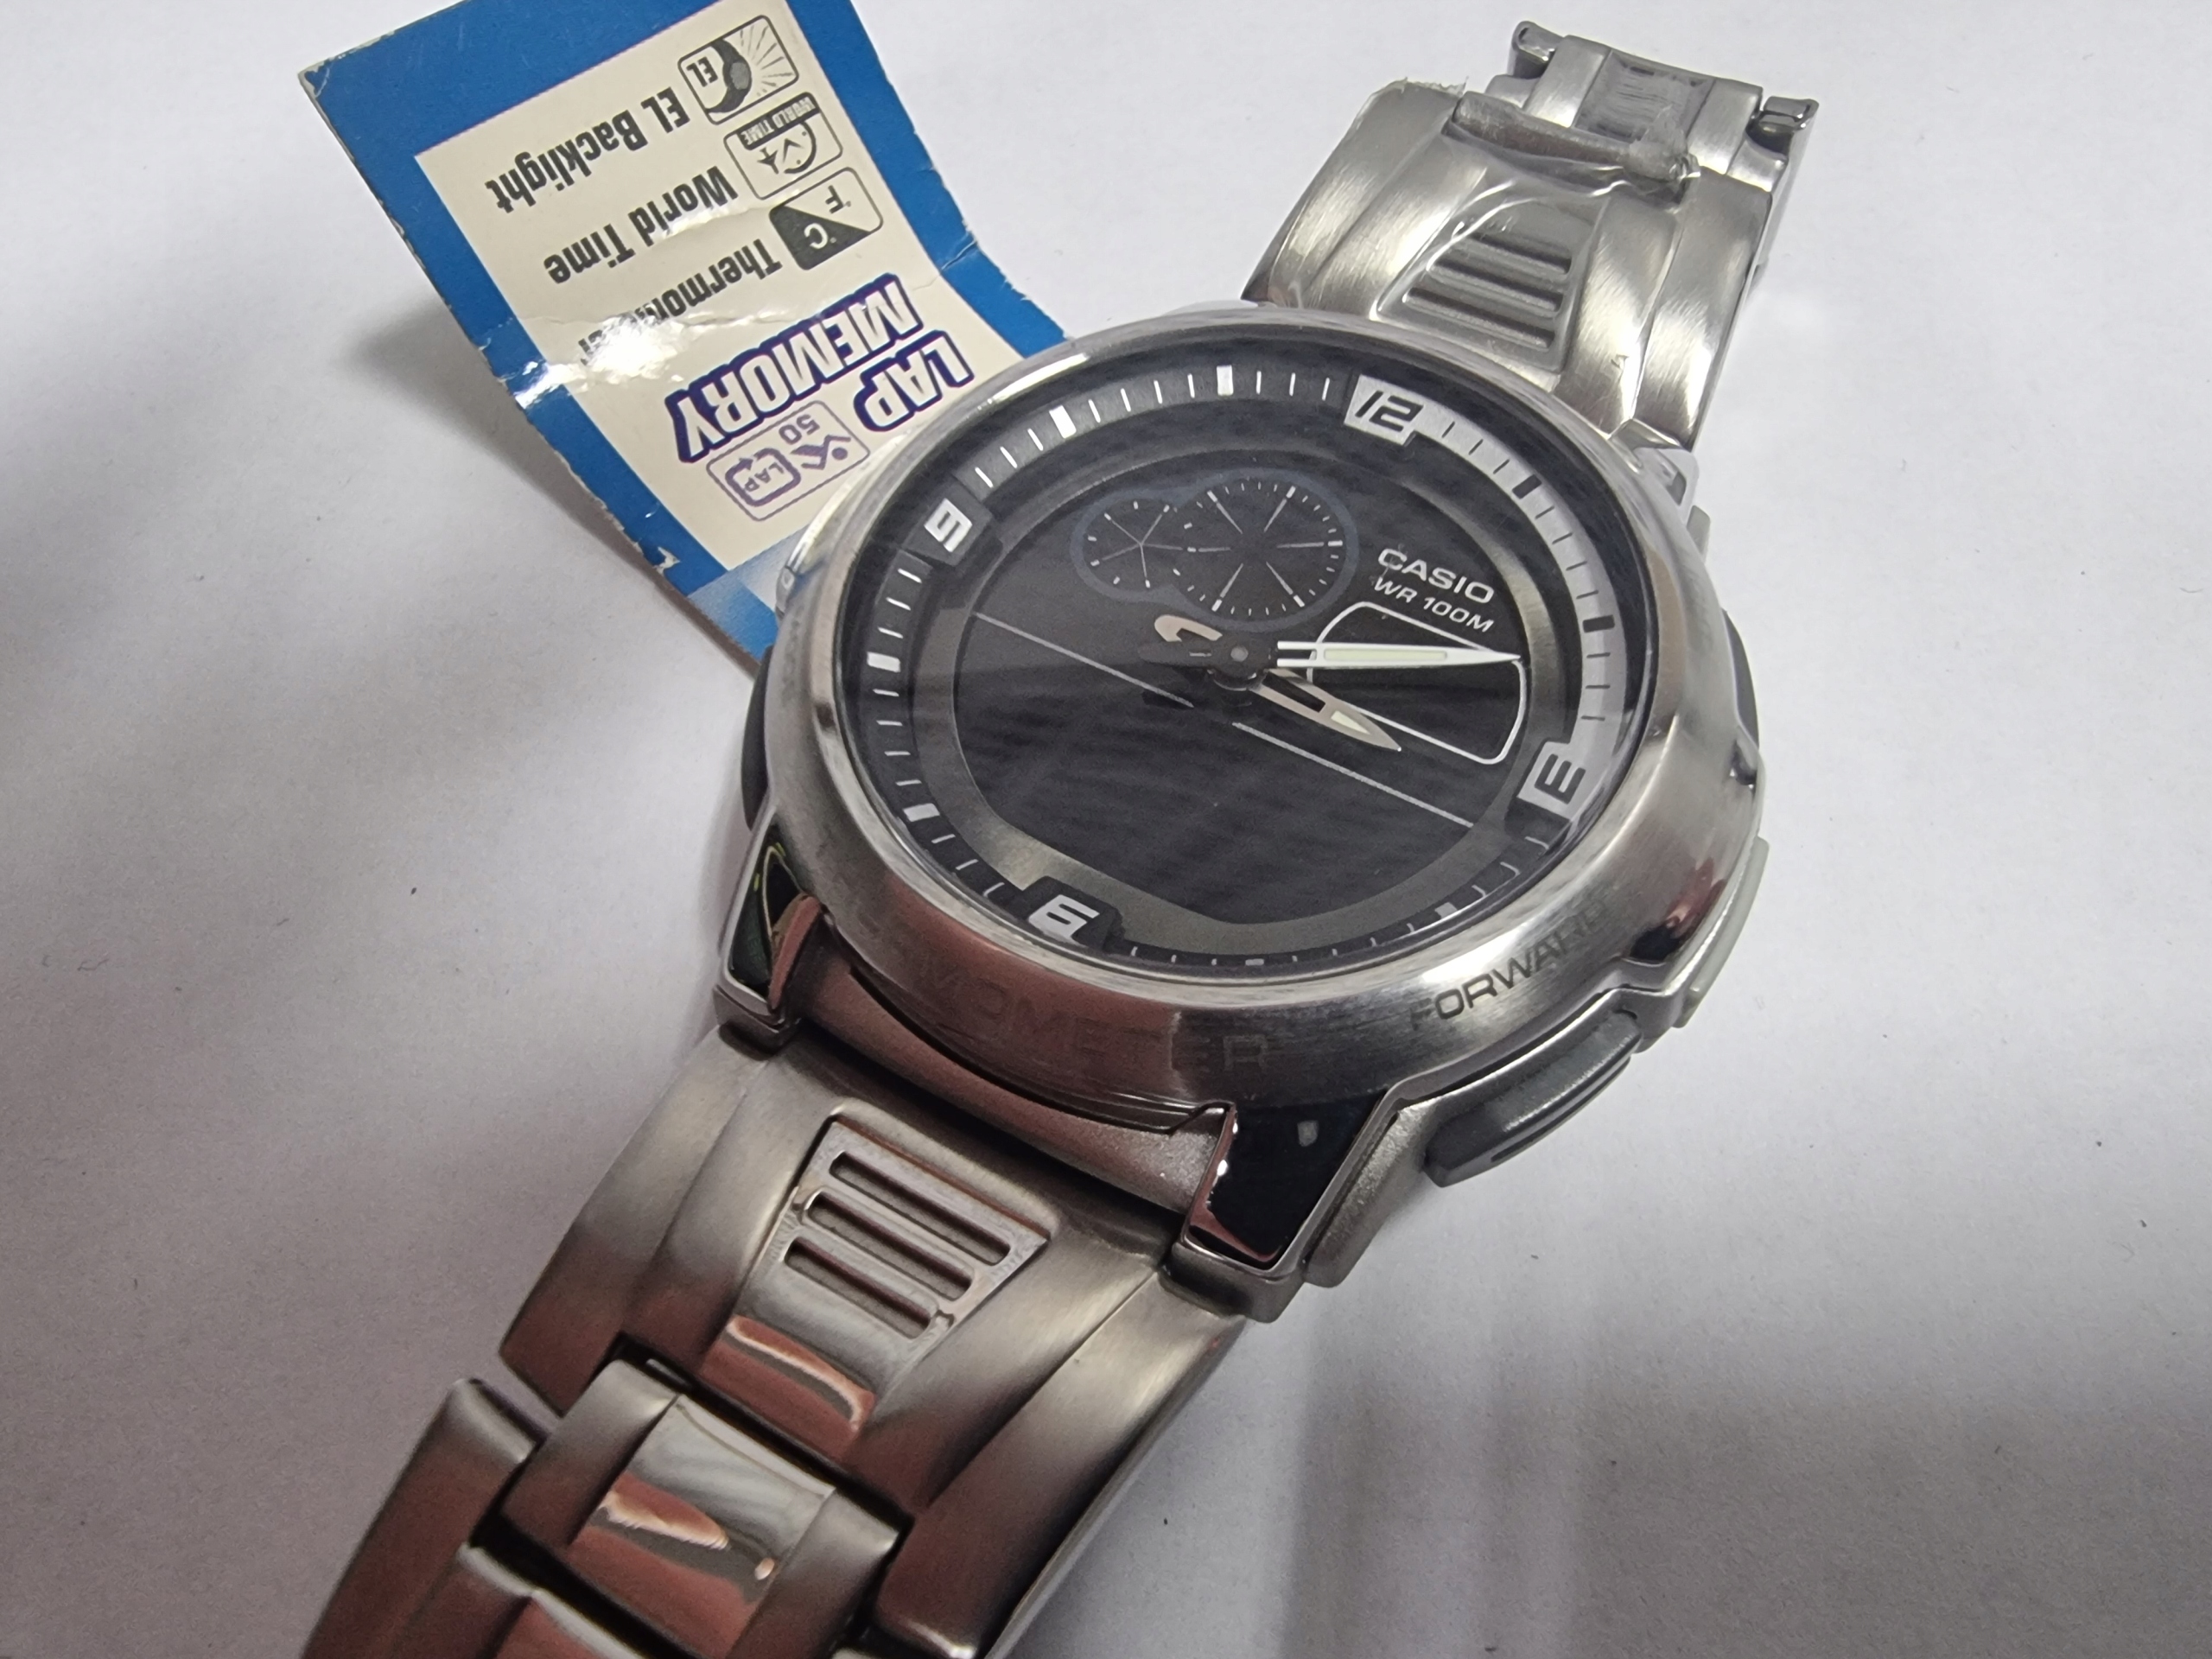 EL
EL Backlight
WORLD TIME
World Time
°C °F
LAP
MEMORY
LAP
50
12
9
CASIO
WR 100M
3
6
FORWARD